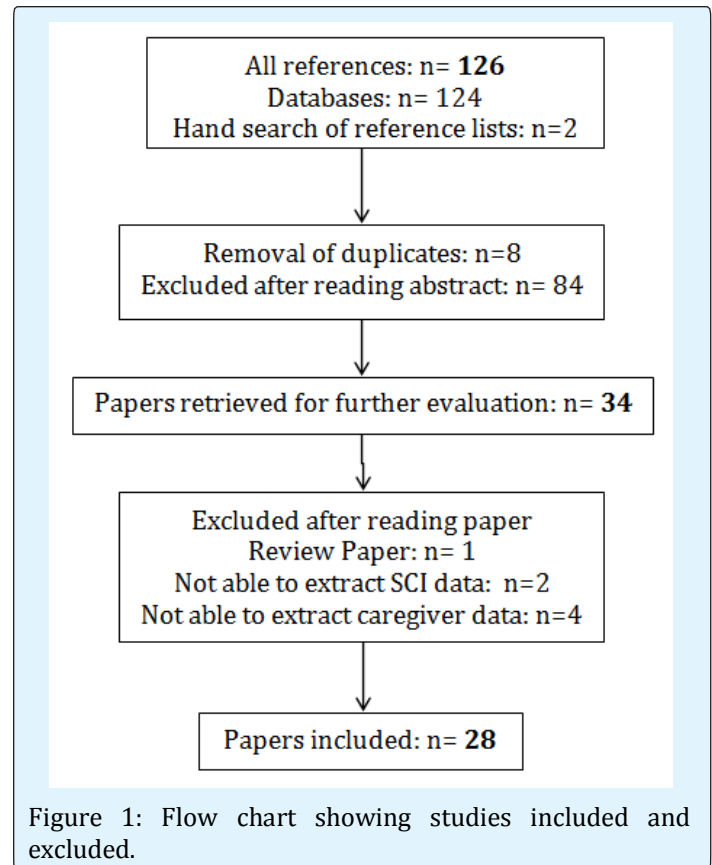 All references: n= 126
Databases: n= 124
Hand search of reference lists: n=2
Removal of duplicates: n=8
Excluded after reading abstract: n= 84
Papers retrieved for further evaluation: n= 34
Excluded after reading paper
Review Paper: n= 1
Not able to extract SCI data: n=2
Not able to extract caregiver data: n=4
Papers included: n= 28
Figure 1: Flow chart showing studies included and
excluded.